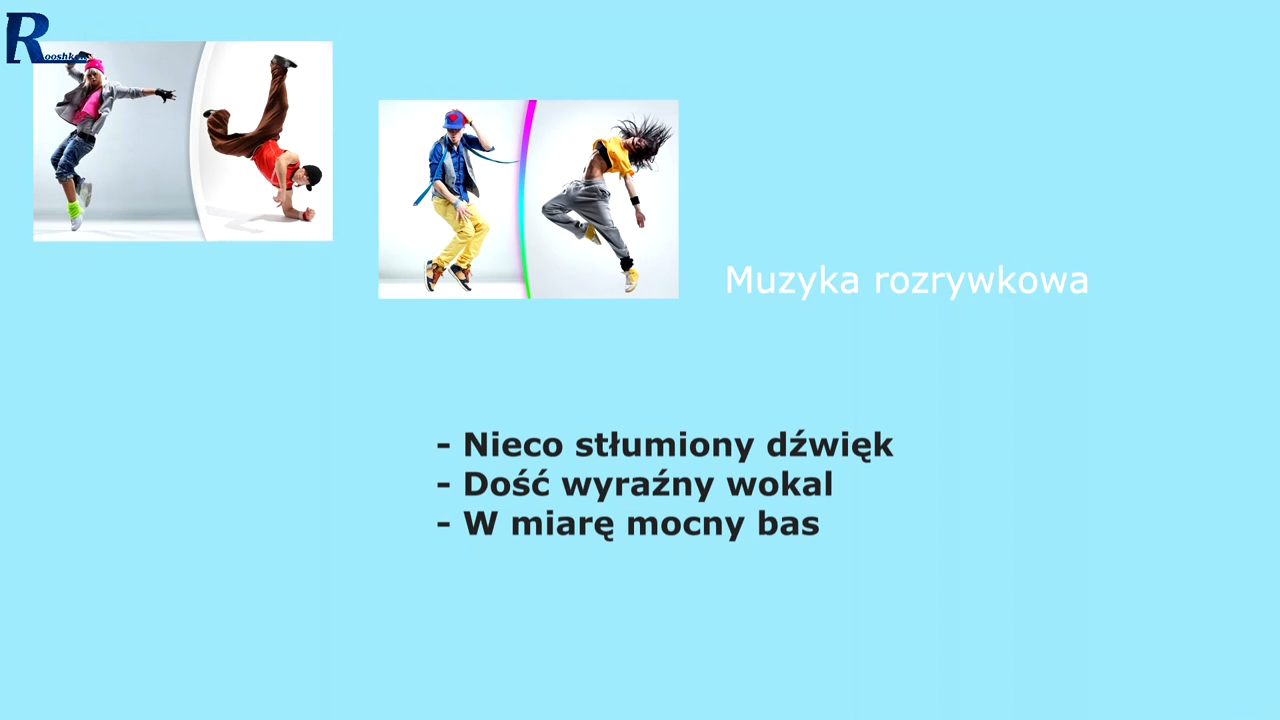 Muzyka rozrywkowa
- Nieco stłumiony dźwięk
- Dość wyraźny wokal
- W miarę mocny bas